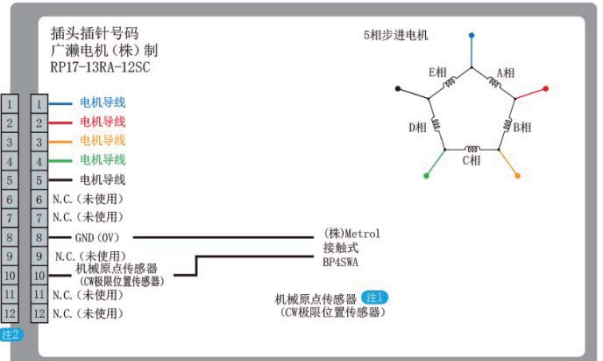 插头插针号码
广濑电机(株)制
RP17-13RA-12SC
5相步进电机
E相
A相
D相
B相
C相
1 1 电机导线
2 2 电机导线
3 3 电机导线
4 4 电机导线
5 5 电机导线
6 6 N.C.(未使用)
7 7 N.C.(未使用)
8 8 GND(0V)
9 9 N.C.(未使用)
10 10 机械原点传感器
(CW极限位置传感器)
11 11 N.C.(未使用)
12 12 N.C.(未使用)
注2
(株)Metrol
接触式
BP4SWA
机械原点传感器 注1
(CW极限位置传感器)